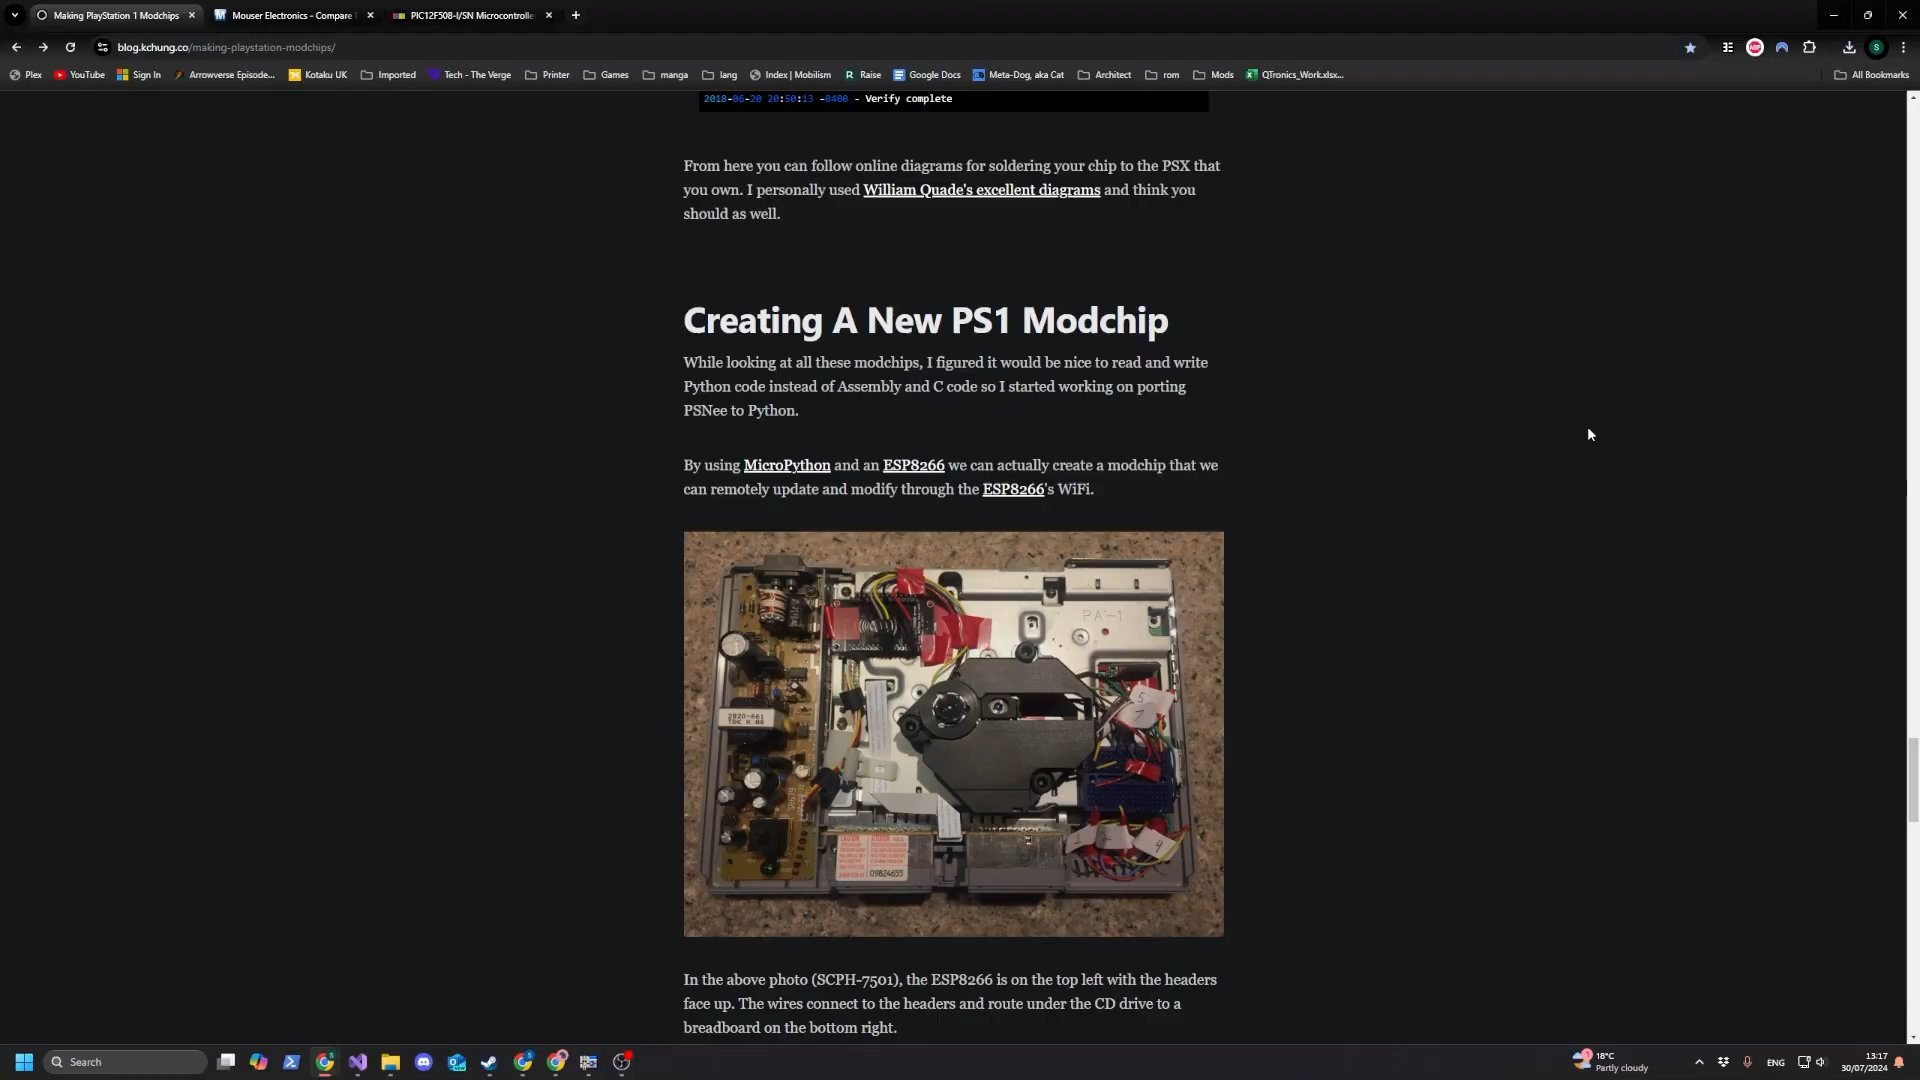 Making PlayStation 1 Modchips
Mouser Electronics - Compare
PIC12F508-I/SN Microcontrolle
blog.kchung.co/making-playstation-modchips/
Plex
YouTube
Sign In
Arrowverse Episode...
Kotaku UK
Imported
Tech - The Verge
Printer
Games
manga
lang
Index | Mobilism
Raise
Google Docs
Meta-Dog, aka Cat
Architect
rom
Mods
QTronics_Work.xlsx...
All Bookmarks
2018-06-20 20:50:13 -0400 - Verify complete
From here you can follow online diagrams for soldering your chip to the PSX that
you own. I personally used William Quade's excellent diagrams and think you
should as well.
Creating A New PS1 Modchip
While looking at all these modchips, I figured it would be nice to read and write
Python code instead of Assembly and C code so I started working on porting
PSNee to Python.
By using MicroPython and an ESP8266 we can actually create a modchip that we
can remotely update and modify through the ESP8266's WiFi.
PA-1
5
7
2820-661
TDK
4
09824655
In the above photo (SCPH-7501), the ESP8266 is on the top left with the headers
face up. The wires connect to the headers and route under the CD drive to a
breadboard on the bottom right.
Search
18°C
Partly cloudy
ENG
13:17
30/07/2024